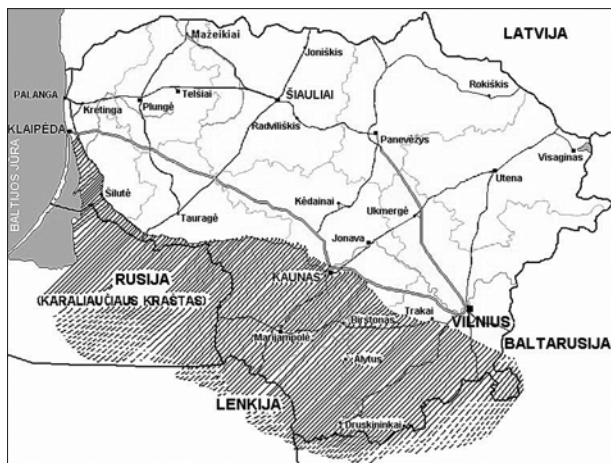 LATVIJA
Mažeikiai
Joniškis
Rokiškis
PALANGA
Kretinga
Plungė
Telšiai
ŠIAULIAI
Radviliškis
KLAIPĖDA
Panevėžys
Visaginas
BALTIJOS JŪRA
Šilutė
Tauragė
Kėdainai
Ukmergė
Utena
Jonava
KAUNAS
RUSIJA
(KARALIAUČIAUS KRAŠTAS)
Birštonas
Trakai
VILNIUS
Marijampolė
BALTARUSIJA
Alytus
LENKIJA
Druskininkai